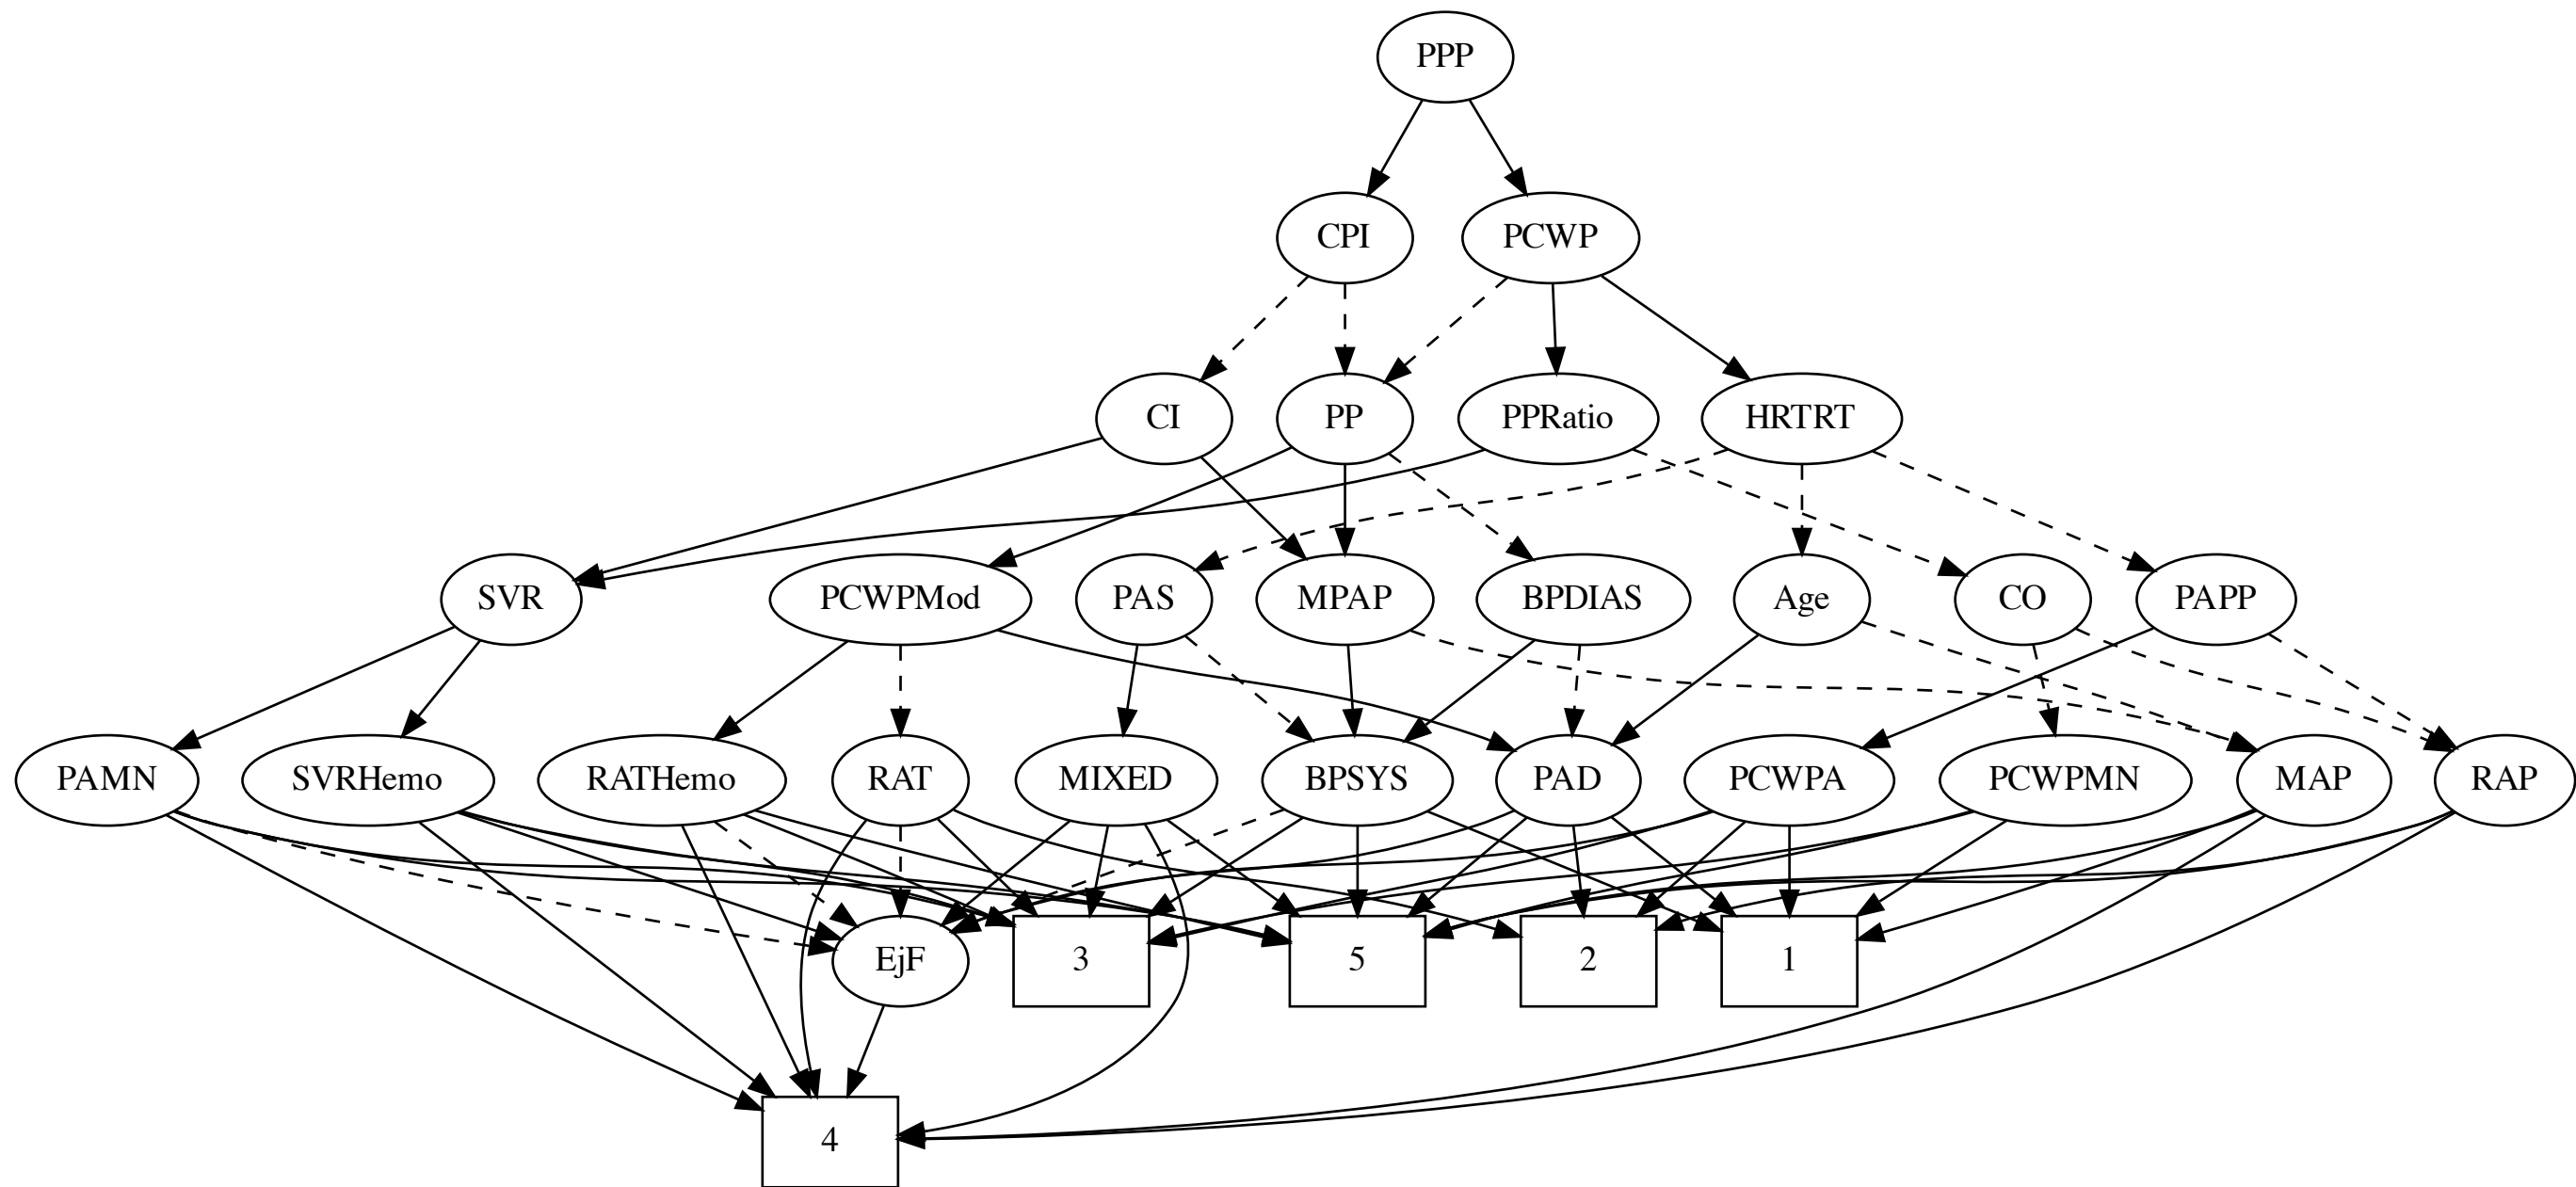 PPP
CPI
PCWP
CI
PP
PPRatio
HRTRT
SVR
PCWPMod
PAS
MPAP
BPDIAS
Age
CO
PAPP
PAMN
SVRHemo
RATHemo
RAT
MIXED
BPSYS
PAD
PCWPA
PCWPMN
MAP
RAP
EjF
3
5
2
1
4